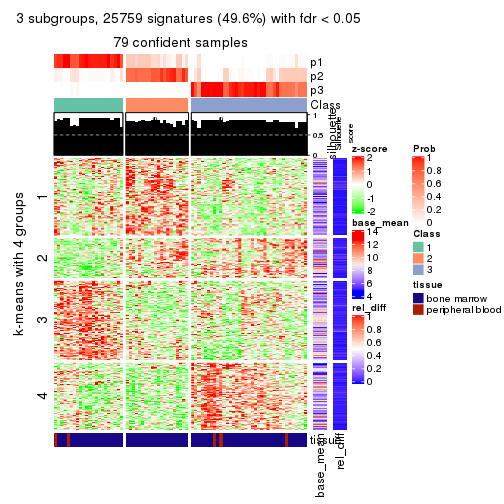 3 subgroups, 25759 signatures (49.6%) with fdr < 0.05
79 confident samples
p1
p2
p3
Class
1
0.5
0
silhouette
Silhouette
score
k-means with 4 groups
1
2
3
4
tissue
base_mean
rel_diff
z-score
2
1
0
-1
-2
base_mean
14
12
10
8
6
4
rel_diff
1
0.8
0.6
0.4
0.2
0
Prob
1
0.8
0.6
0.4
0.2
0
Class
1
2
3
tissue
bone marrow
peripheral blood